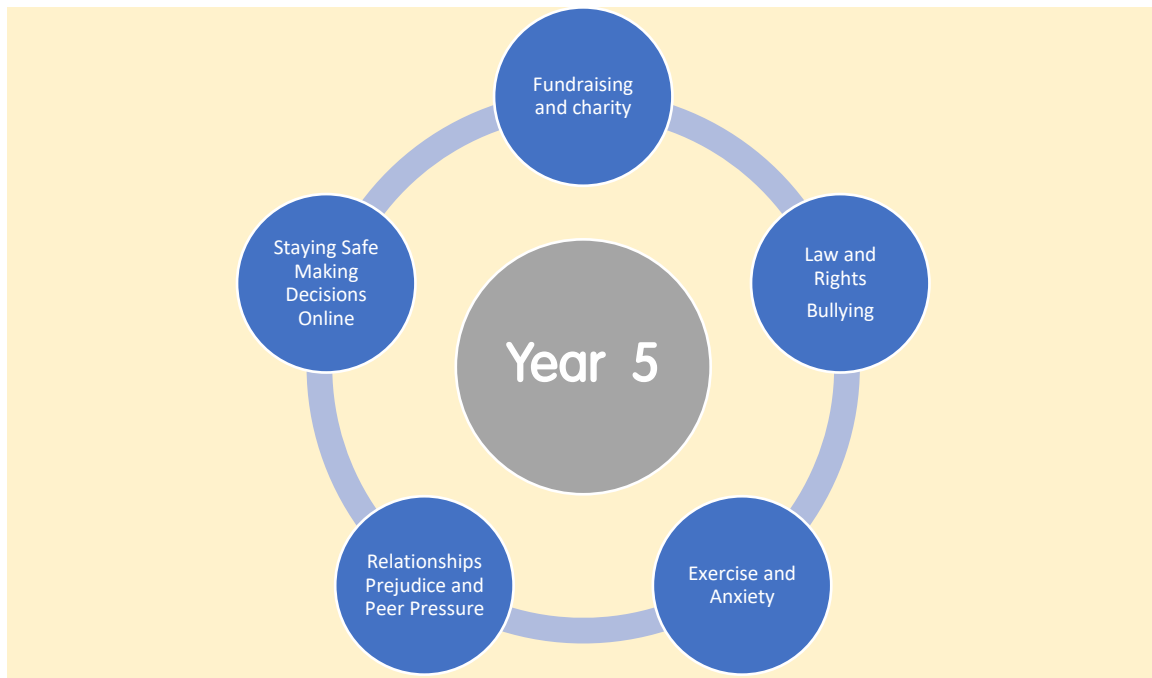 Fundraising
and charity
Law and
Rights
Bullying
Exercise and
Anxiety
Relationships
Prejudice and
Peer Pressure
Staying Safe
Making
Decisions
Online
Year 5